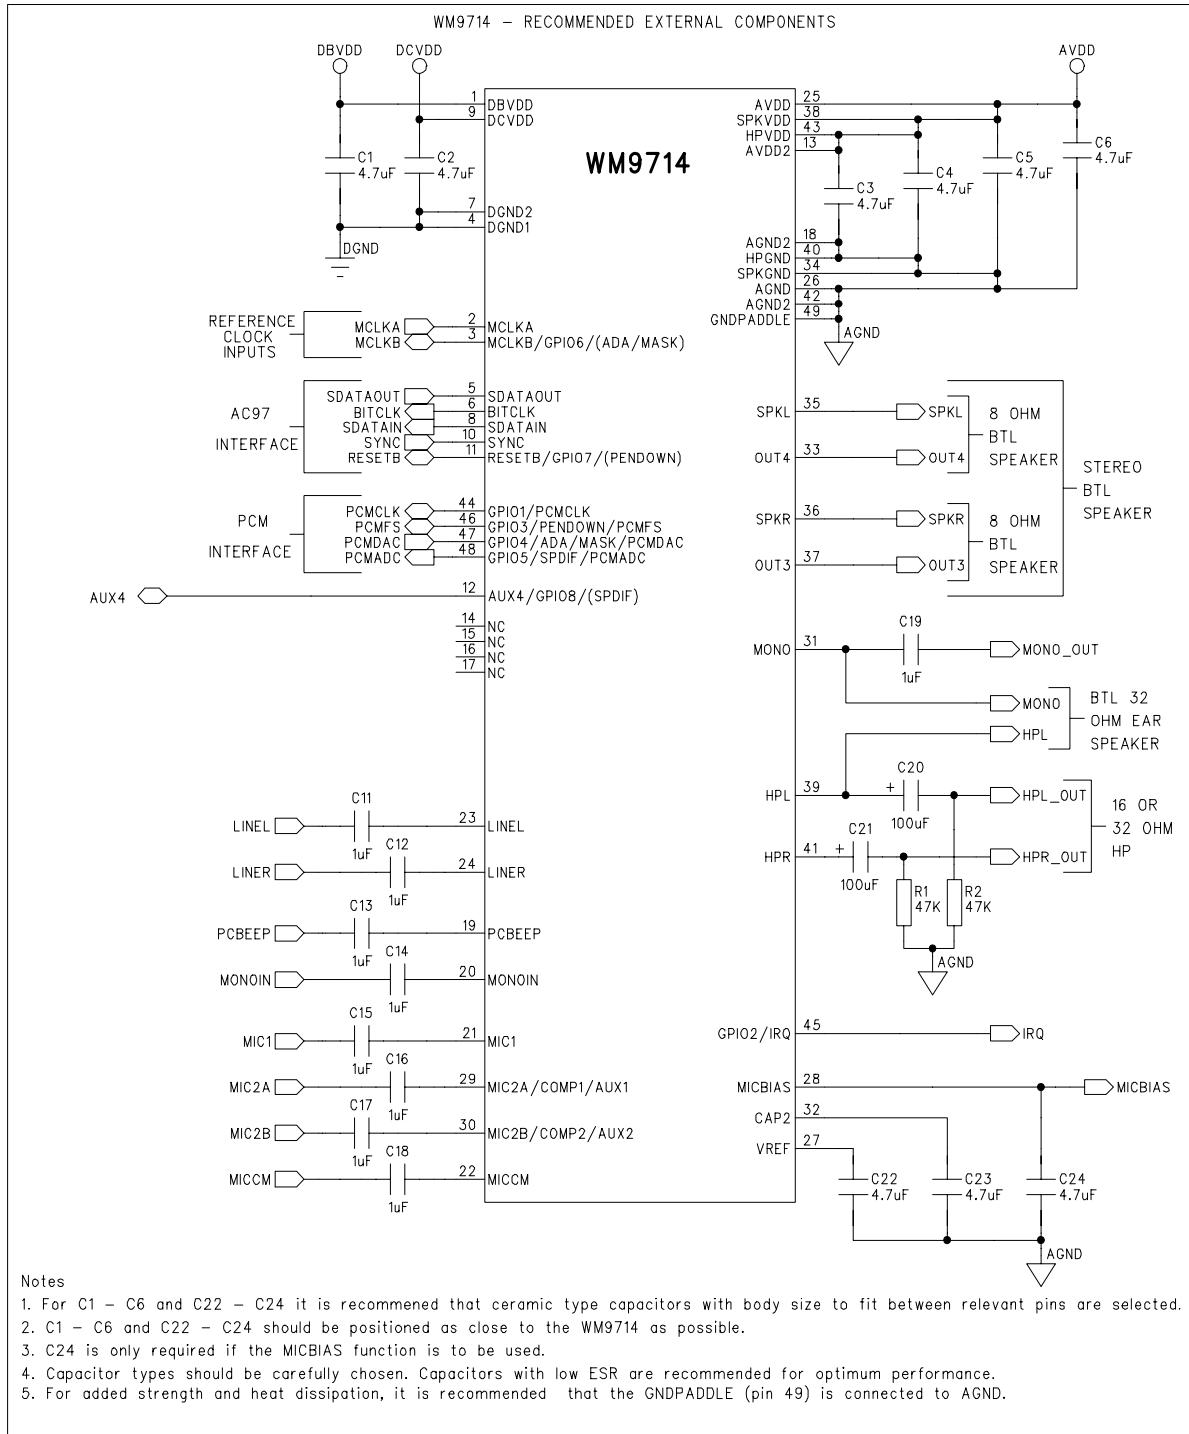 WM9714 – RECOMMENDED EXTERNAL COMPONENTS
DBVDD
DCVDD
AVDD
WM9714
1
DBVDD
9
DCVDD
C1
4.7uF
C2
4.7uF
7
DGND2
4
DGND1
DGND
AVDD
25
SPKVDD
38
HPVDD
43
AVDD2
13
C3
4.7uF
C4
4.7uF
C5
4.7uF
C6
4.7uF
AGND2
18
HPGND
40
SPKGND
34
AGND
26
AGND2
42
GNDPADDLE
49
AGND
REFERENCE
CLOCK
INPUTS
MCLKA
2
MCLKA
MCLKB
3
MCLKB/GPIO6/(ADA/MASK)
AC97
INTERFACE
SDATAOUT
5
SDATAOUT
BITCLK
6
BITCLK
SDATAIN
8
SDATAIN
SYNC
10
SYNC
RESETB
11
RESETB/GPIO7/(PENDOWN)
PCM
INTERFACE
PCMCLK
44
GPIO1/PCMCLK
PCMFS
46
GPIO3/PENDOWN/PCMFS
PCMDAC
47
GPIO4/ADA/MASK/PCMDAC
PCMADC
48
GPIO5/SPDIF/PCMADC
AUX4
12
AUX4/GPIO8/(SPDIF)
14
NC
15
NC
16
NC
17
NC
SPKL
35
SPKL
OUT4
33
OUT4
8 OHM
BTL
SPEAKER
SPKR
36
SPKR
OUT3
37
OUT3
8 OHM
BTL
SPEAKER
STEREO
BTL
SPEAKER
MONO
31
C19
1uF
MONO_OUT
MONO
HPL
BTL 32
OHM EAR
SPEAKER
HPL
39
+
C20
100uF
HPL_OUT
HPR
41
+
C21
100uF
HPR_OUT
16 OR
32 OHM
HP
R1
47K
R2
47K
AGND
LINEL
C11
1uF
23
LINEL
LINER
C12
1uF
24
LINER
PCBEEP
C13
1uF
19
PCBEEP
MONOIN
C14
1uF
20
MONOIN
MIC1
C15
1uF
21
MIC1
MIC2A
C16
1uF
29
MIC2A/COMP1/AUX1
MIC2B
C17
1uF
30
MIC2B/COMP2/AUX2
MICCM
C18
1uF
22
MICCM
GPIO2/IRQ
45
IRQ
MICBIAS
28
MICBIAS
CAP2
32
VREF
27
C22
4.7uF
C23
4.7uF
C24
4.7uF
AGND
Notes
1. For C1 – C6 and C22 – C24 it is recommened that ceramic type capacitors with body size to fit between relevant pins are selected.
2. C1 – C6 and C22 – C24 should be positioned as close to the WM9714 as possible.
3. C24 is only required if the MICBIAS function is to be used.
4. Capacitor types should be carefully chosen. Capacitors with low ESR are recommended for optimum performance.
5. For added strength and heat dissipation, it is recommended that the GNDPADDLE (pin 49) is connected to AGND.